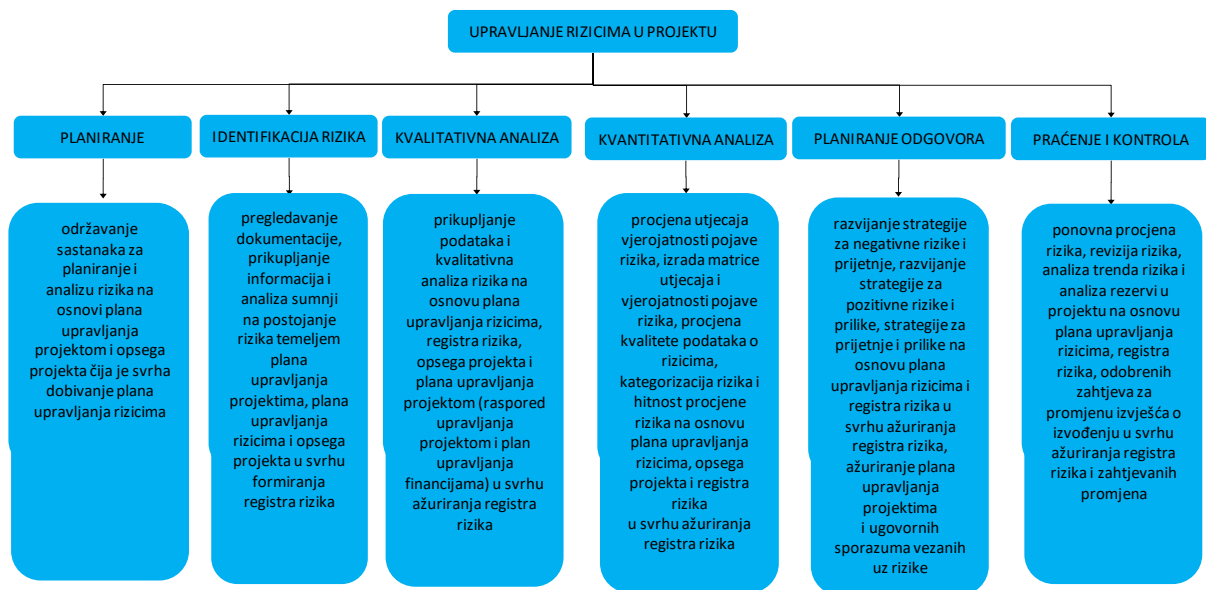 UPRAVLJANJE RIZICIMA U PROJEKTU
PLANIRANJE
IDENTIFIKACIJA RIZIKA
KVALITATIVNA ANALIZA
KVANTITATIVNA ANALIZA
PLANIRANJE ODGOVORA
PRAĆENJE I KONTROLA
održavanje
sastanaka za
planiranje i
analizu rizika na
osnovi plana
upravljanja
projektom i opsega
projekta čija je svrha
dobivanje plana
upravljanja rizicima
pregledavanje
dokumentacije,
prikupljanje
informacija i
analiza sumnji
na postojanje
rizika temeljem
plana
upravljanja
projektima, plana
upravljanja
rizicima i opsega
projekta u svrhu
formiranja
registra rizika
prikupljanje
podataka i
kvalitativna
analiza rizika na
osnovu plana
upravljanja rizicima,
registra rizika,
opsega projekta i
plana upravljanja
projektom (raspored
upravljanja
projektom i plan
upravljanja
financijama) u svrhu
ažuriranja registra
rizika
procjena utjecaja
vjerojatnosti pojave
rizika, izrada matrice
utjecaja i
vjerojatnosti pojave
rizika, procjena
kvalitete podataka o
rizicima,
kategorizacija rizika i
hitnost procjene
rizika na osnovu
plana upravljanja
rizicima, opsega
projekta i registra
rizika
u svrhu ažuriranja
registra rizika
razvijanje strategije
za negativne rizike i
prijetnje, razvijanje
strategije za
pozitivne rizike i
prilike, strategije za
prijetnje i prilike na
osnovu plana
upravljanja rizicima i
registra rizika u
svrhu ažuriranja
registra rizika,
ažuriranje plana
upravljanja
projektima
i ugovornih
sporazuma vezanih
uz rizike
ponovna procjena
rizika, revizija rizika,
analiza trenda rizika i
analiza rezervi u
projektu na osnovu
plana upravljanja
rizicima, registra
rizika, odobrenih
zahtjeva za
promjenu izvješća o
izvođenju u svrhu
ažuriranja registra
rizika i zahtjevanih
promjena